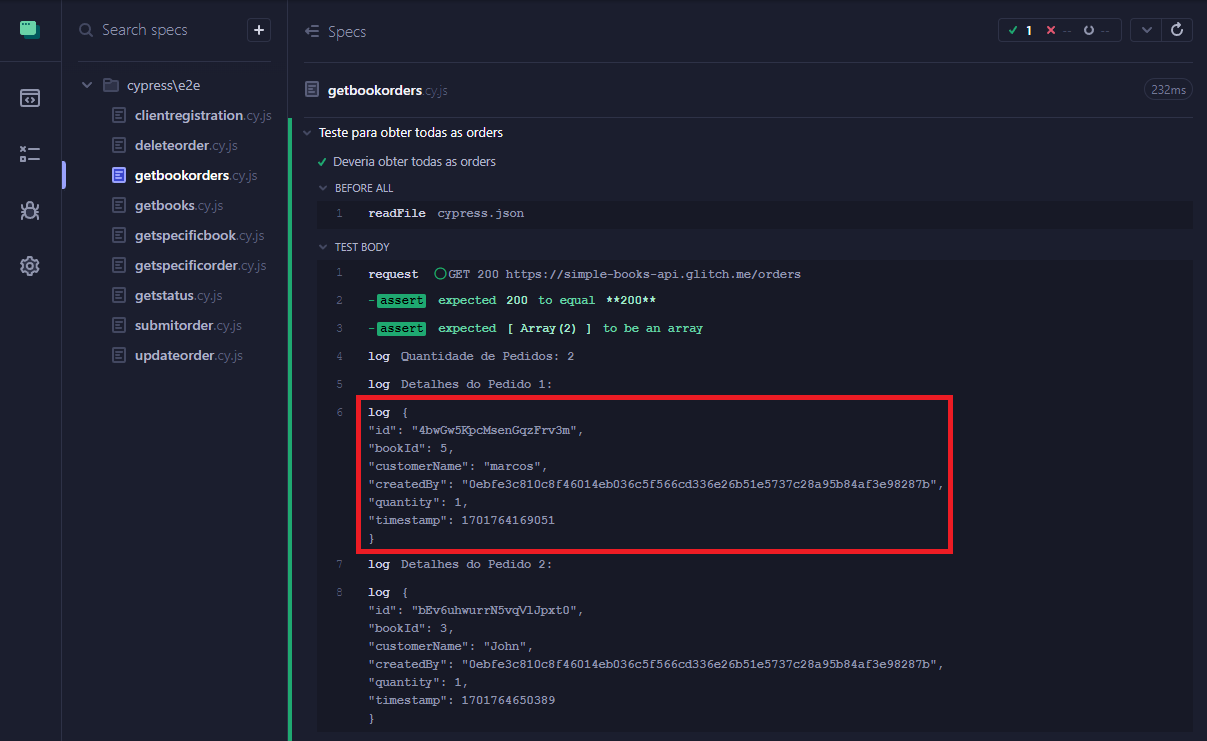 Search specs
+
cypress\e2e
clientregistration.cy.js
deleteorder.cy.js
getbookorders.cy.js
getbooks.cy.js
getspecificbook.cy.js
getspecificorder.cy.js
getstatus.cy.js
submitorder.cy.js
updateorder.cy.js
Specs
1 -- --
getbookorders.cy.js 232ms
Teste para obter todas as orders
Deveria obter todas as orders
BEFORE ALL
1 readFile cypress.json
TEST BODY
1 request GET 200 https://simple-books-api.glitch.me/orders
2 -assert expected 200 to equal **200**
3 -assert expected [ Array(2) ] to be an array
4 log Quantidade de Pedidos: 2
5 log Detalhes do Pedido 1:
6 log {
"id": "4bwGw5KpcMsenGqzFrv3m",
"bookId": 5,
"customerName": "marcos",
"createdBy": "0ebfe3c810c8f46014eb036c5f566cd336e26b51e5737c28a95b84af3e98287b",
"quantity": 1,
"timestamp": 1701764169051
}
7 log Detalhes do Pedido 2:
8 log {
"id": "bEv6uhwurrN5vqVlJpxt0",
"bookId": 3,
"customerName": "John",
"createdBy": "0ebfe3c810c8f46014eb036c5f566cd336e26b51e5737c28a95b84af3e98287b",
"quantity": 1,
"timestamp": 1701764650389
}